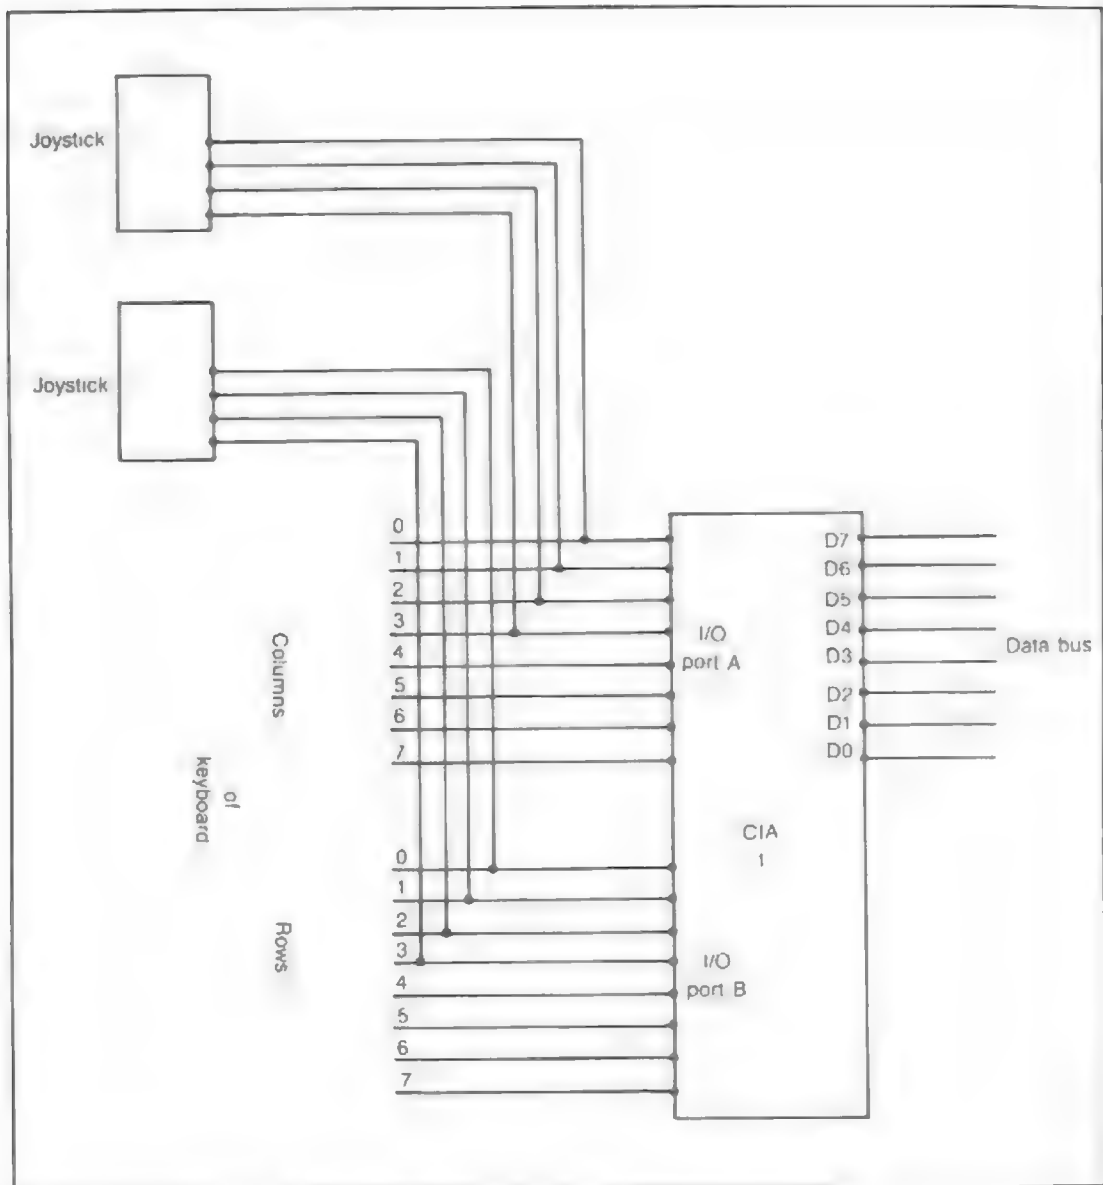 Joystick
Joystick
0
1
2
3
4
5
6
7
Columns
of
keyboard
Rows
0
1
2
3
4
5
6
7
I/O
port A
I/O
port B
CIA
1
D7
D6
D5
D4
D3
D2
D1
D0
Data bus